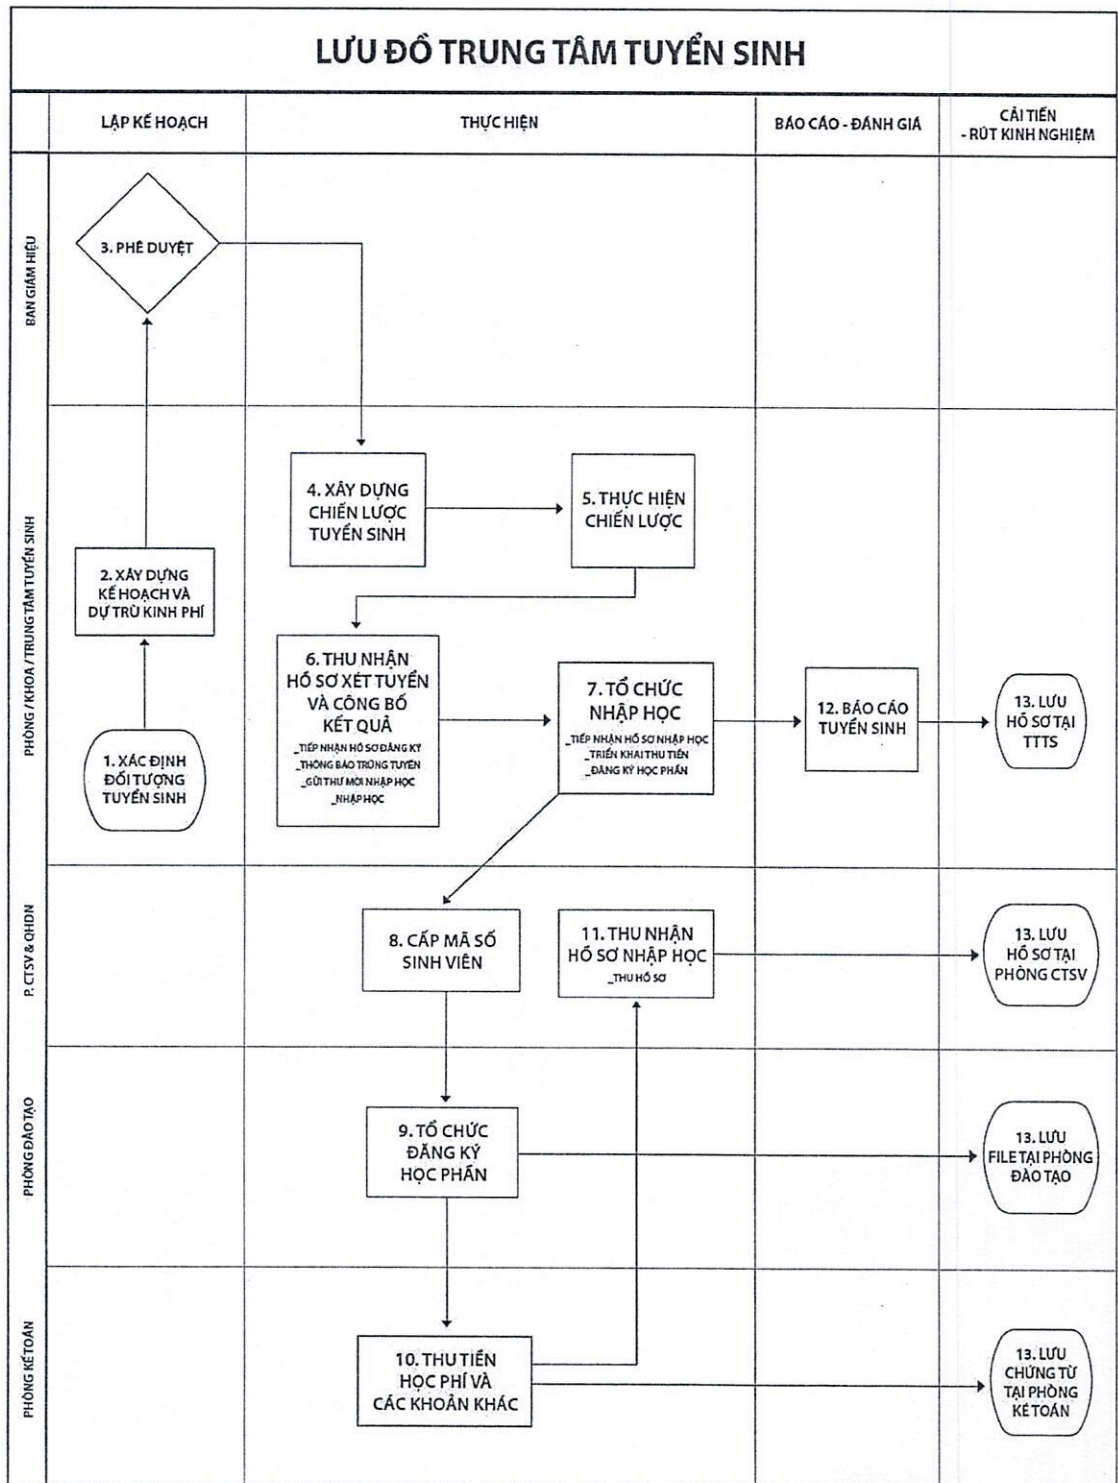 LƯU ĐỒ TRUNG TÂM TUYỂN SINH
LẬP KẾ HOẠCH
THỰC HIỆN
BÁO CÁO - ĐÁNH GIÁ
CẢI TIẾN
- RÚT KINH NGHIỆM
BAN GIÁM HIỆU
3. PHÊ DUYỆT
PHÒNG / KHOA / TRUNG TÂM TUYỂN SINH
4. XÂY DỰNG
CHIẾN LƯỢC
TUYỂN SINH
5. THỰC HIỆN
CHIẾN LƯỢC
2. XÂY DỰNG
KẾ HOẠCH VÀ
DỰ TRÙ KINH PHÍ
1. XÁC ĐỊNH
ĐỐI TƯỢNG
TUYỂN SINH
6. THU NHẬN
HỒ SƠ XÉT TUYỂN
VÀ CÔNG BỐ
KẾT QUẢ
_TIẾP NHẬN HỒ SƠ ĐĂNG KÝ
_THÔNG BÁO TRÚNG TUYỂN
_GỬI THƯ MỜI NHẬP HỌC
_NHẬP HỌC
7. TỔ CHỨC
NHẬP HỌC
_TIẾP NHẬN HỒ SƠ NHẬP HỌC
_TRIỂN KHAI THU TIỀN
_ĐĂNG KÝ HỌC PHẦN
12. BÁO CÁO
TUYỂN SINH
13. LƯU
HỒ SƠ TẠI
TTTS
P. CTSV & QHDN
8. CẤP MÃ SỐ
SINH VIÊN
11. THU NHẬN
HỒ SƠ NHẬP HỌC
_THU HỒ SƠ
13. LƯU
HỒ SƠ TẠI
PHÒNG CTSV
PHÒNG ĐÀO TẠO
9. TỔ CHỨC
ĐĂNG KÝ
HỌC PHẦN
13. LƯU
FILE TẠI PHÒNG
ĐÀO TẠO
PHÒNG KẾ TOÁN
10. THU TIỀN
HỌC PHÍ VÀ
CÁC KHOẢN KHÁC
13. LƯU
CHỨNG TỪ
TẠI PHÒNG
KẾ TOÁN